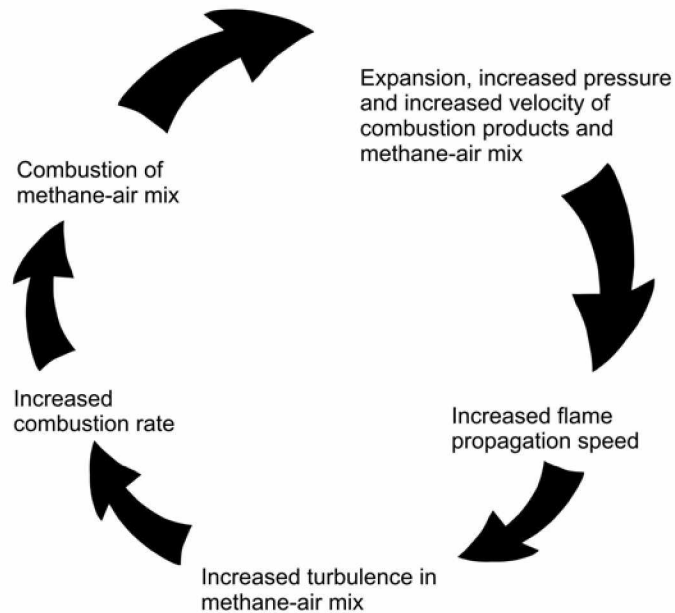 Expansion, increased pressure
and increased velocity of
combustion products and
methane-air mix
Increased flame
propagation speed
Increased turbulence in
methane-air mix
Increased
combustion rate
Combustion of
methane-air mix